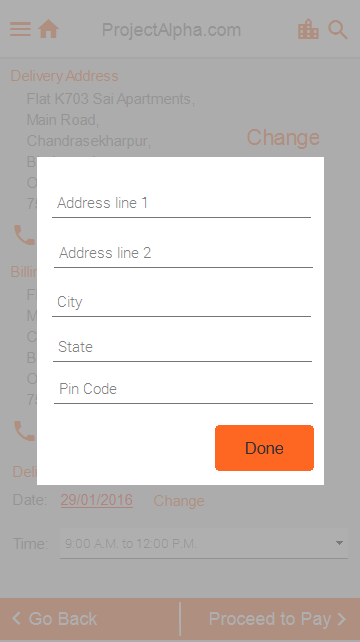 ProjectAlpha.com
Delivery Address
Flat K703 Sai Apartments,
Main Road,
Chandrasekharpur,
Change
Address line 1
Address line 2
City
State
Pin Code
Done
Date: 29/01/2016 Change
Time: 9:00 A.M. to 12:00 P.M.
Go Back
Proceed to Pay